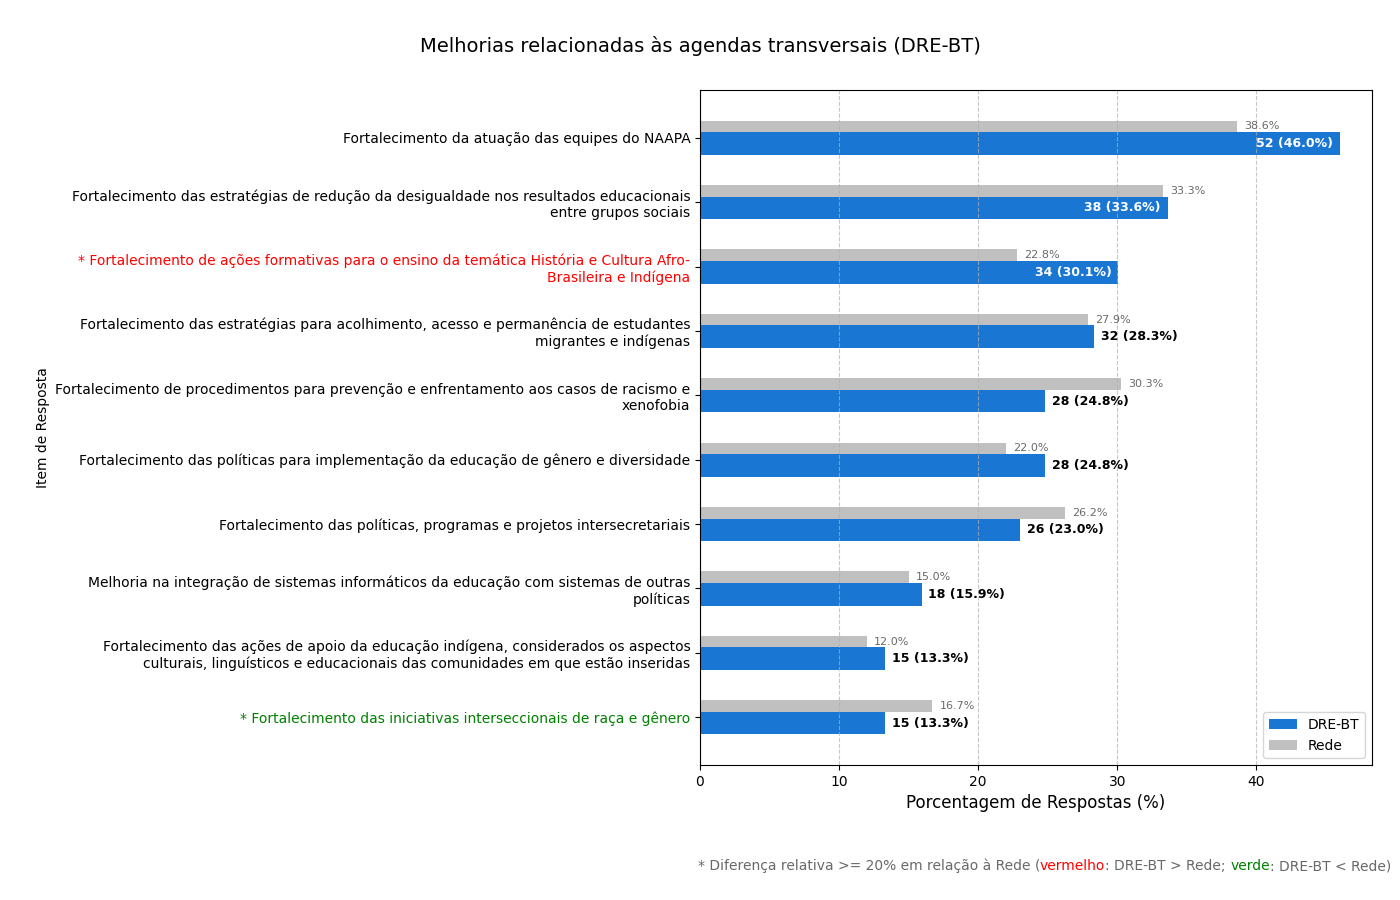 Melhorias relacionadas às agendas transversais (DRE-BT)
Item de Resposta
Fortalecimento da atuação das equipes do NAAPA
38.6%
52 (46.0%)
Fortalecimento das estratégias de redução da desigualdade nos resultados educacionais
entre grupos sociais
33.3%
38 (33.6%)
* Fortalecimento de ações formativas para o ensino da temática História e Cultura Afro-
Brasileira e Indígena
22.8%
34 (30.1%)
Fortalecimento das estratégias para acolhimento, acesso e permanência de estudantes
migrantes e indígenas
27.9%
32 (28.3%)
Fortalecimento de procedimentos para prevenção e enfrentamento aos casos de racismo e
xenofobia
30.3%
28 (24.8%)
Fortalecimento das políticas para implementação da educação de gênero e diversidade
22.0%
28 (24.8%)
Fortalecimento das políticas, programas e projetos intersecretariais
26.2%
26 (23.0%)
Melhoria na integração de sistemas informáticos da educação com sistemas de outras
políticas
15.0%
18 (15.9%)
Fortalecimento das ações de apoio da educação indígena, considerados os aspectos
culturais, linguísticos e educacionais das comunidades em que estão inseridas
12.0%
15 (13.3%)
* Fortalecimento das iniciativas interseccionais de raça e gênero
16.7%
15 (13.3%)
DRE-BT
Rede
0 10 20 30 40
Porcentagem de Respostas (%)
* Diferença relativa >= 20% em relação à Rede (vermelho: DRE-BT > Rede; verde: DRE-BT < Rede)